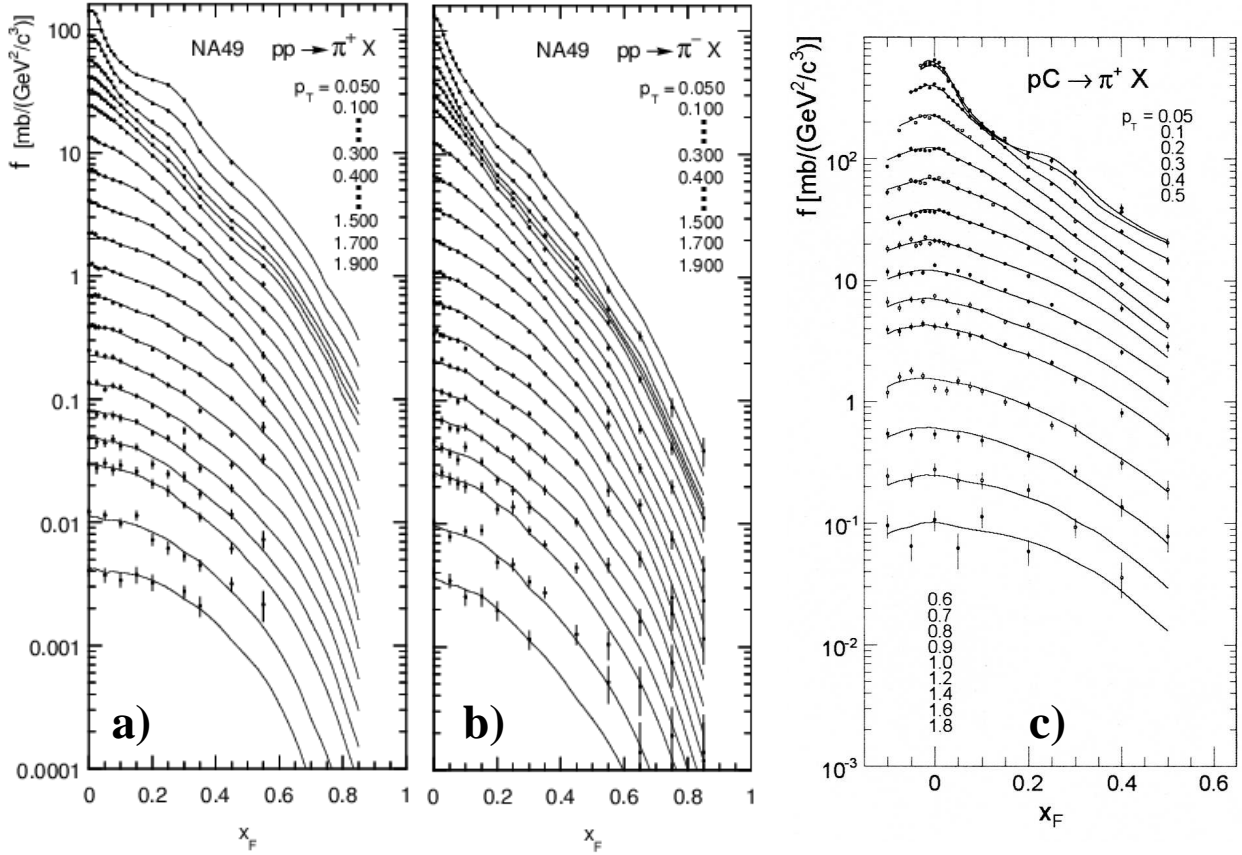 f [mb/(GeV²/c³)]
100
10
1
0.1
0.01
0.001
0.0001
NA49 pp → π⁺ X
p_T = 0.050
0.100
0.300
0.400
1.500
1.700
1.900
a)
0 0.2 0.4 0.6 0.8 1
x_F
NA49 pp → π⁻ X
p_T = 0.050
0.100
0.300
0.400
1.500
1.700
1.900
b)
0 0.2 0.4 0.6 0.8 1
x_F
f [mb/(GeV²/c³)]
10²
10
1
10⁻¹
10⁻²
10⁻³
pC → π⁺ X
p_T = 0.05
0.1
0.2
0.3
0.4
0.5
0.6
0.7
0.8
0.9
1.0
1.2
1.4
1.6
1.8
c)
0 0.1 0.2 0.3 0.4 0.5 0.6
x_F